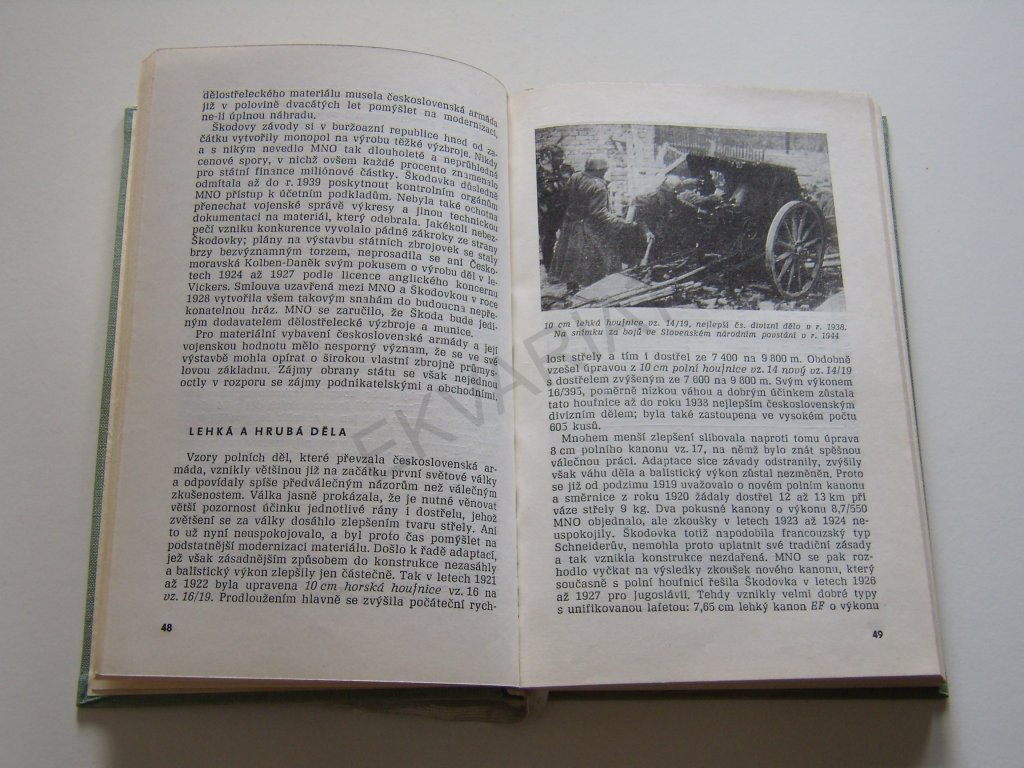 dělostřeleckého materiálu musela československá armáda
již v polovině dvacátých let pomýšlet na modernizaci,
ne-li úplnou náhradu.
Škodovy závody si v buržoazní republice hned od za-
čátku vytvořily monopol na výrobu těžké výzbroje. Nikdy
a s nikým nevedlo MNO tak dlouholeté a neprůhledné
cenové spory, v nichž ovšem každé procento znamenalo
pro státní finance miliónové částky. Škodovka důsledně
odmítala až do r. 1939 poskytnout kontrolním orgánům
MNO přístup k účetním podkladům. Nebyla také ochotna
přenechat vojenské správě výkresy a jinou technickou
dokumentaci na materiál, který odebrala. Jakékoli nebez-
pečí vzniku konkurence vyvolalo pádné zákroky ze strany
Škodovky; plány na výstavbu státních zbrojovek se staly
brzy bezvýznamným torzem, neprosadila se ani Česko-
moravská Kolben-Daněk svým pokusem o výrobu děl v le-
tech 1924 až 1927 podle licence anglického koncernu
Vickers. Smlouva uzavřená mezi MNO a Škodovkou v roce
1928 vytvořila všem takovým snahám do budoucna nepře-
konatelnou hráz. MNO se zaručilo, že Škoda bude jedi-
ným dodavatelem dělostřelecké výzbroje a munice.
Pro materiální vybavení československé armády a její
vojenskou hodnotu mělo nesporný význam, že se ve své
výstavbě mohla opírat o širokou vlastní zbrojně průmys-
lovou základnu. Zájmy obrany státu se však nejednou
octly v rozporu se zájmy podnikatelskými a obchodními.
LEHKÁ A HRUBÁ DĚLA
Vzory polních děl, které převzala československá ar-
máda, vznikly většinou již na začátku první světové války
a odpovídaly spíše předválečným názorům než válečným
zkušenostem. Válka jasně prokázala, že je nutné věnovat
větší pozornost účinku jednotlivé rány i dostřelu, jehož
zvětšení se za války dosáhlo zlepšením tvaru střely. Ani
to už nyní neuspokojovalo, a byl proto čas pomýšlet na
podstatnější modernizaci materiálu. Došlo k řadě adaptací,
jež však zásadnějším způsobem do konstrukce nezasáhly
a balistický výkon zlepšily jen částečně. Tak v letech 1921
až 1922 byla upravena 10 cm horská houfnice vz. 16 na
vz. 16/19. Prodloužením hlavně se zvýšila počáteční rych-
48
10 cm lehká houfnice vz. 14/19, nejlepší čs. divizní dělo v r. 1938.
Na snímku za bojů ve Slovenském národním povstání o r. 1944
lost střely a tím i dostřel ze 7 400 na 9 800 m. Obdobně
vzešel úpravou z 10 cm polní houfnice vz. 14 nový vz. 14/19
s dostřelem zvýšeným ze 7 600 na 9 800 m. Svým výkonem
16/395, poměrně nízkou váhou a dobrým účinkem zůstala
tato houfnice až do roku 1938 nejlepším československým
divizním dělem; byla také zastoupena ve vysokém počtu
603 kusů.
Mnohem menší zlepšení slibovala naproti tomu úprava
8 cm polního kanonu vz. 17, na němž bylo znát spěšnou
válečnou práci. Adaptace sice závady odstranily, zvýšily
však váhu děla a balistický výkon zůstal nezměněn. Proto
se již od podzimu 1919 uvažovalo o novém polním kanonu
a směrnice z roku 1920 žádaly dostřel 12 až 13 km při
váze střely 9 kg. Dva pokusné kanony o výkonu 8,7/550
MNO objednalo, ale zkoušky v letech 1923 až 1924 ne-
uspokojily. Škodovka totiž napodobila francouzský typ
Schneiderův, nemohla proto uplatnit své tradiční zásady
a tak vznikla konstrukce nezdařená. MNO se pak roz-
hodlo vyčkat na výsledky zkoušek nového kanonu, který
současně s polní houfnicí řešila Škodovka v letech 1926
až 1927 pro Jugoslávii. Tehdy vznikly velmi dobré typy
s unifikovanou lafetou: 7,65 cm lehký kanon EF o výkonu
49